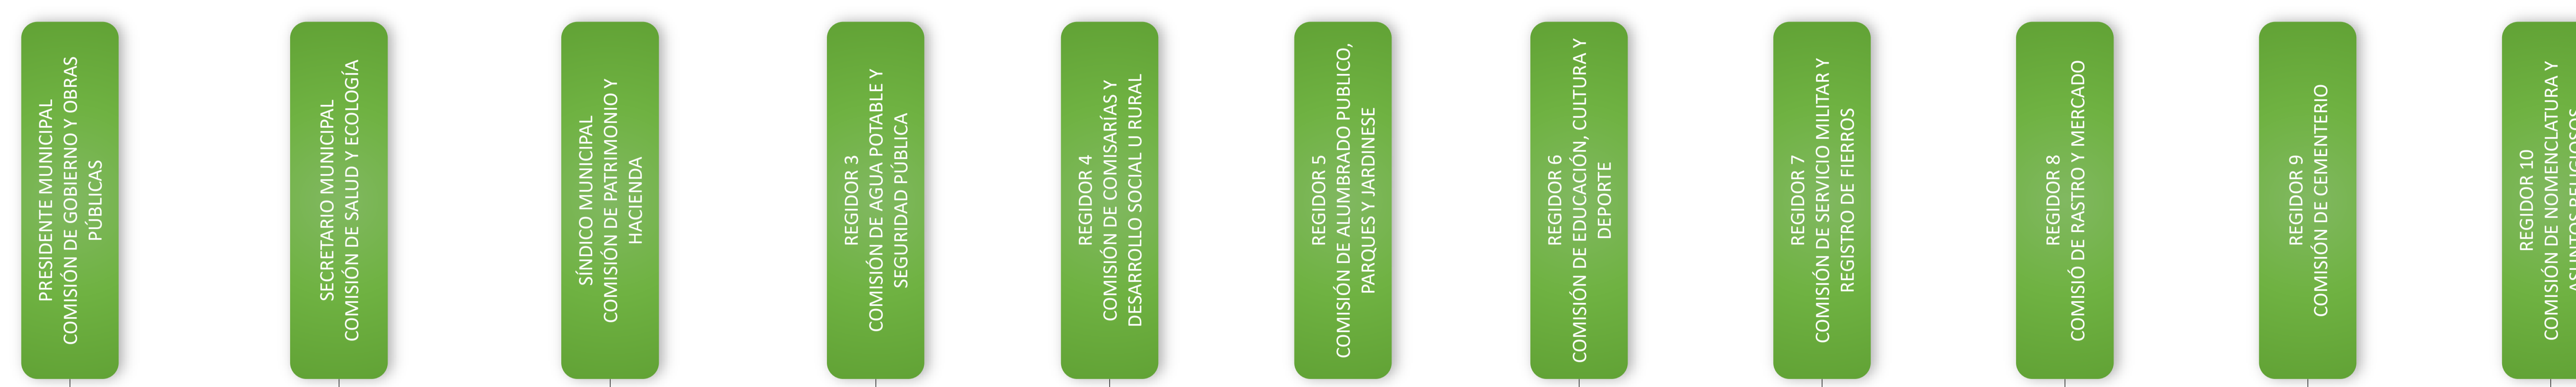 PRESIDENTE MUNICIPAL
COMISIÓN DE GOBIERNO Y OBRAS
PÚBLICAS
SECRETARIO MUNICIPAL
COMISIÓN DE SALUD Y ECOLOGÍA
SÍNDICO MUNICIPAL
COMISIÓN DE PATRIMONIO Y
HACIENDA
REGIDOR 3
COMISIÓN DE AGUA POTABLE Y
SEGURIDAD PÚBLICA
REGIDOR 4
COMISIÓN DE COMISARÍAS Y
DESARROLLO SOCIAL U RURAL
REGIDOR 5
COMISIÓN DE ALUMBRADO PUBLICO,
PARQUES Y JARDINESE
REGIDOR 6
COMISIÓN DE EDUCACIÓN, CULTURA Y
DEPORTE
REGIDOR 7
COMISIÓN DE SERVICIO MILITAR Y
REGISTRO DE FIERROS
REGIDOR 8
COMISIÓ DE RASTRO Y MERCADO
REGIDOR 9
COMISIÓN DE CEMENTERIO
REGIDOR 10
COMISIÓN DE NOMENCLATURA Y
ASUNTOS RELIGIOSOS